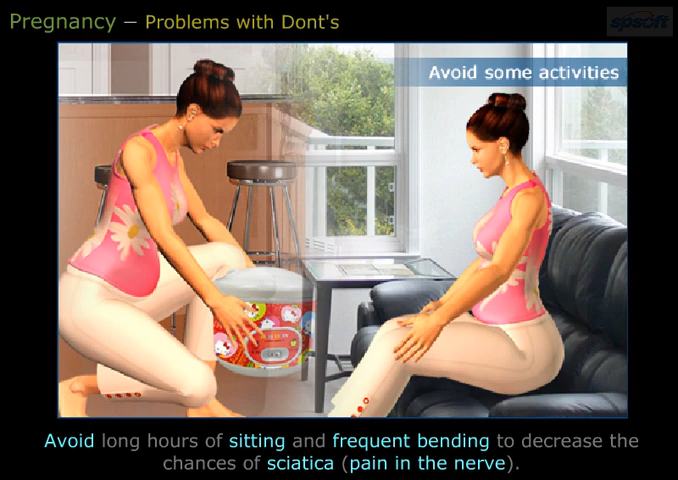 Pregnancy – Problems with Dont's
spsoft
Avoid some activities
Avoid long hours of sitting and frequent bending to decrease the
chances of sciatica (pain in the nerve).